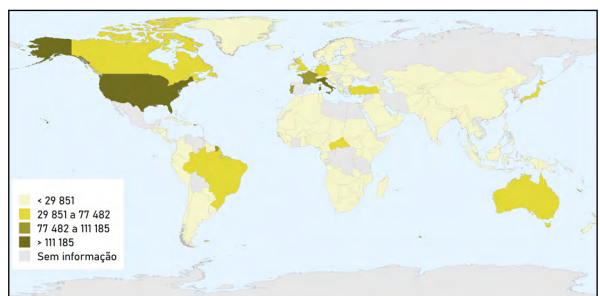 < 29 851
29 851 a 77 482
77 482 a 111 185
> 111 185
Sem informação